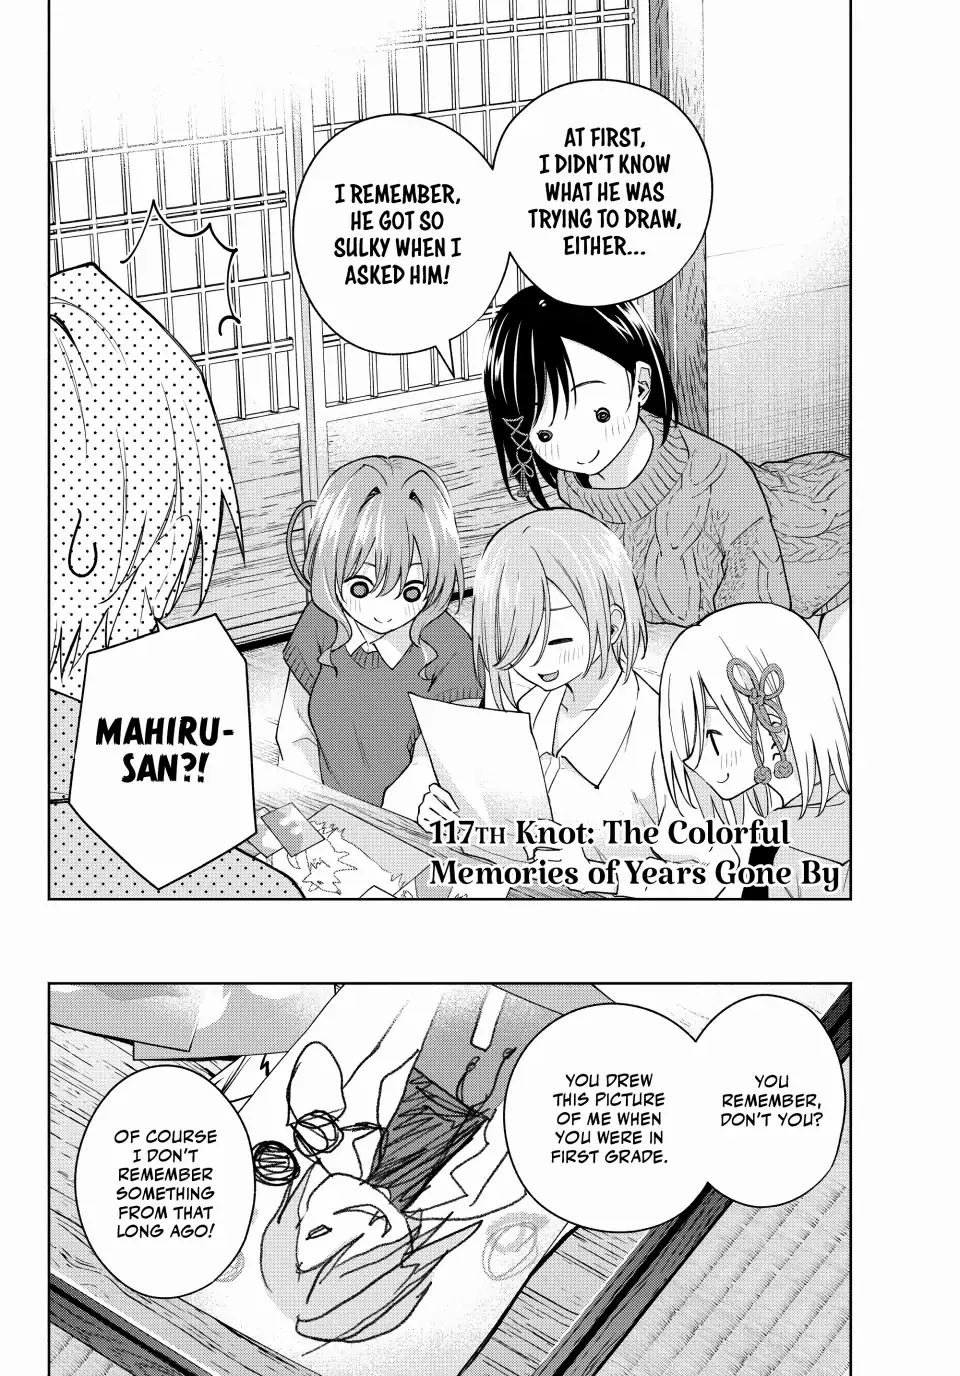 AT FIRST,
I DIDN'T KNOW
WHAT HE WAS
TRYING TO DRAW,
EITHER...
I REMEMBER,
HE GOT SO
SULKY WHEN I
ASKED HIM!
MAHIRU-
SAN?!
117TH Knot: The Colorful
Memories of Years Gone By
YOU
REMEMBER,
DON'T YOU?
YOU DREW
THIS PICTURE
OF ME WHEN
YOU WERE IN
FIRST GRADE.
OF COURSE
I DON'T
REMEMBER
SOMETHING
FROM THAT
LONG AGO!